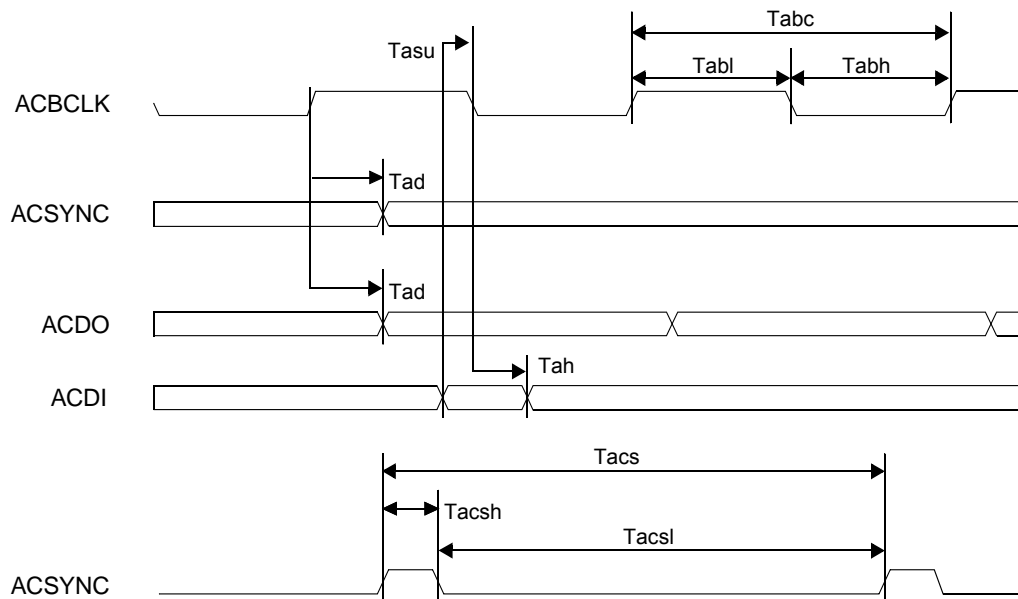 Tabc
Tasu
Tabl
Tabh
ACBCLK
Tad
ACSYNC
Tad
ACDO
Tah
ACDI
Tacs
Tacsh
Tacsl
ACSYNC